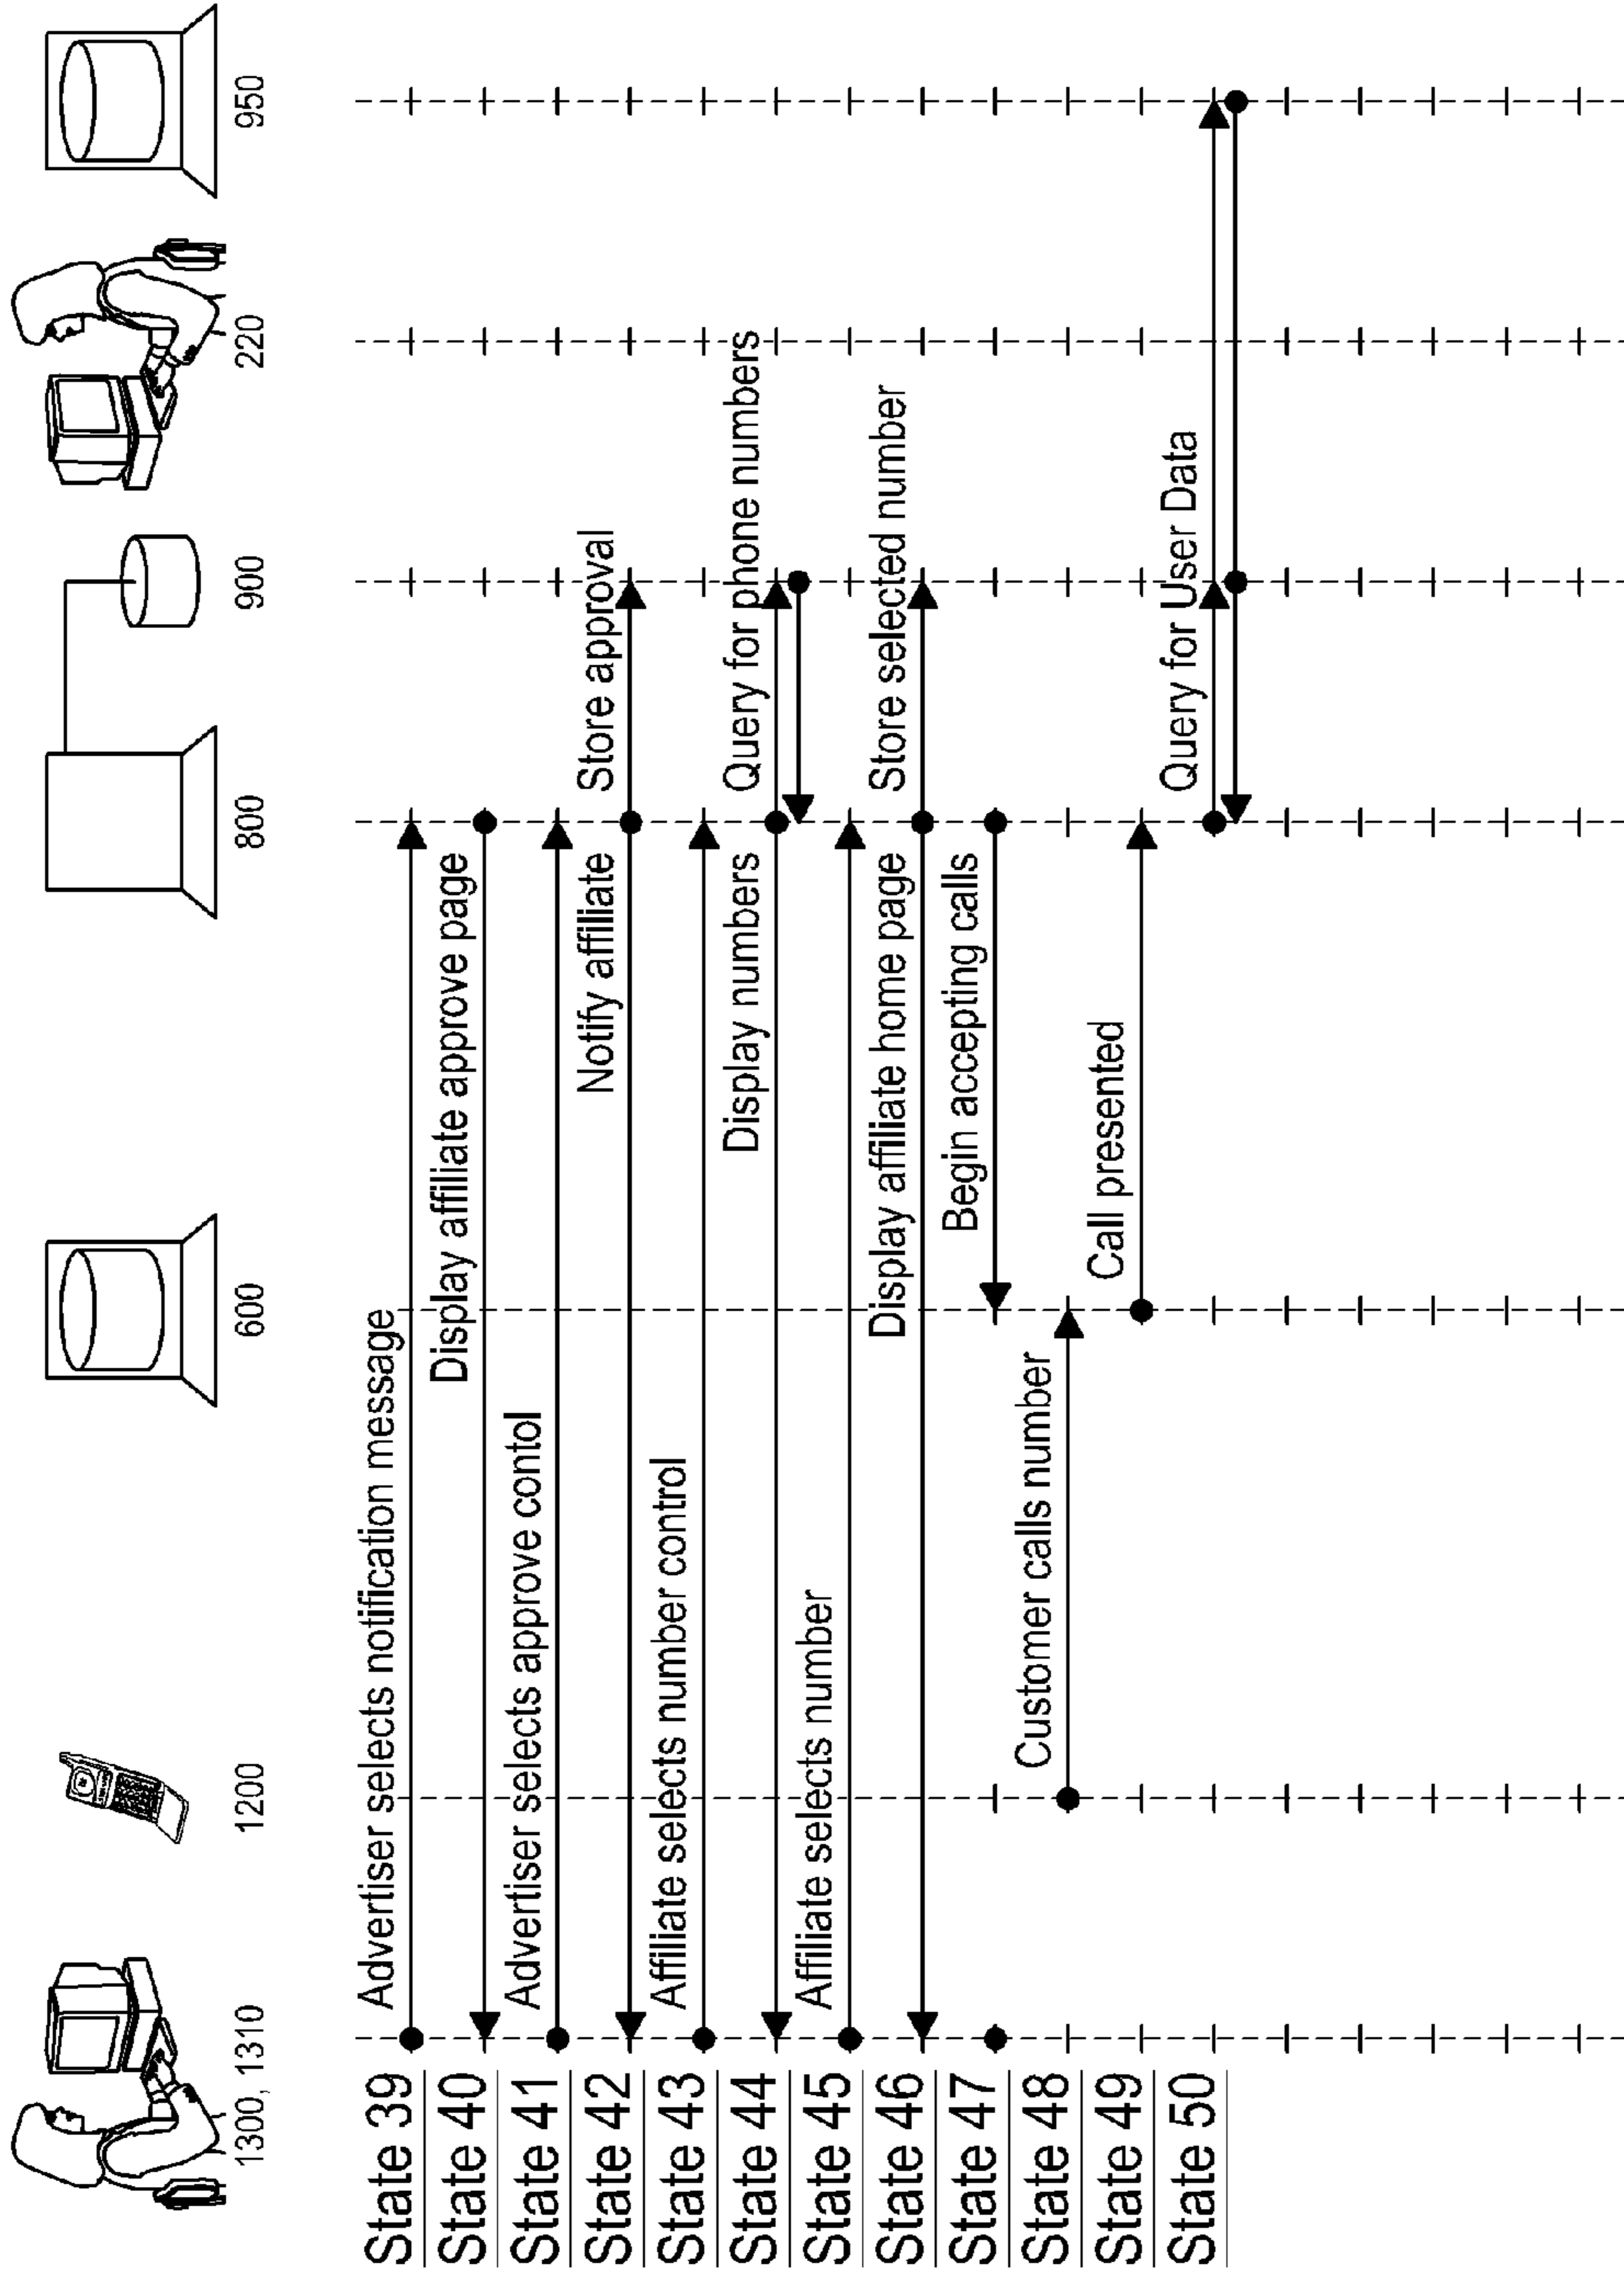 1300, 1310
1200
600
800
900
220
950
State 39
Advertiser selects notification message
State 40
Display affiliate approve page
State 41
Advertiser selects approve contol
State 42
Notify affiliate
Store approval
State 43
Affiliate selects number control
State 44
Display numbers
Query for phone numbers
State 45
Affiliate selects number
State 46
Display affiliate home page
Store selected number
State 47
Begin accepting calls
State 48
Customer calls number
State 49
Call presented
State 50
Query for User Data